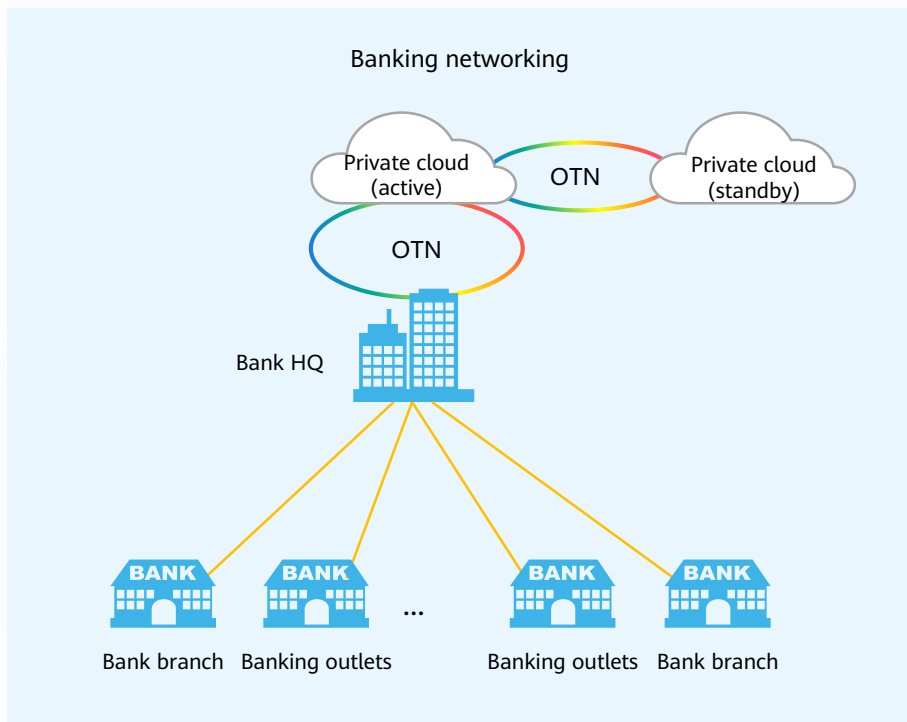 Banking networking
Private cloud
(active)
OTN
Private cloud
(standby)
OTN
Bank HQ
BANK
BANK
...
BANK
BANK
Bank branch
Banking outlets
Banking outlets
Bank branch